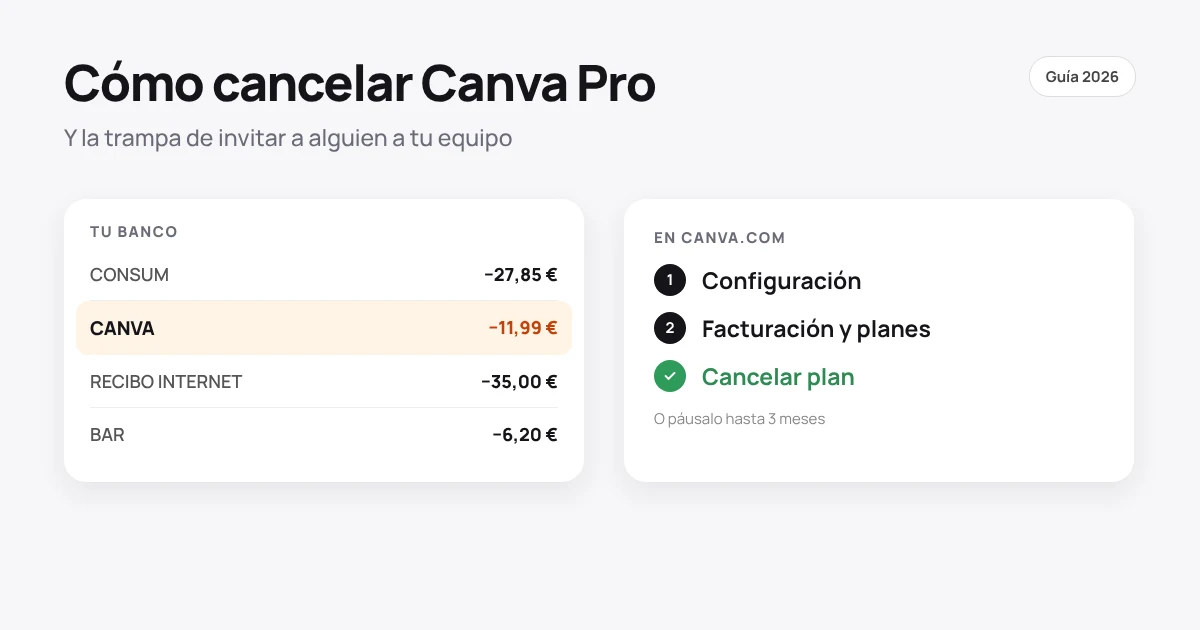 Cómo cancelar Canva Pro
Guía 2026
Y la trampa de invitar a alguien a tu equipo
TU BANCO
CONSUM −27,85 €
CANVA −11,99 €
RECIBO INTERNET −35,00 €
BAR −6,20 €
EN CANVA.COM
1 Configuración
2 Facturación y planes
Cancelar plan
O páusalo hasta 3 meses